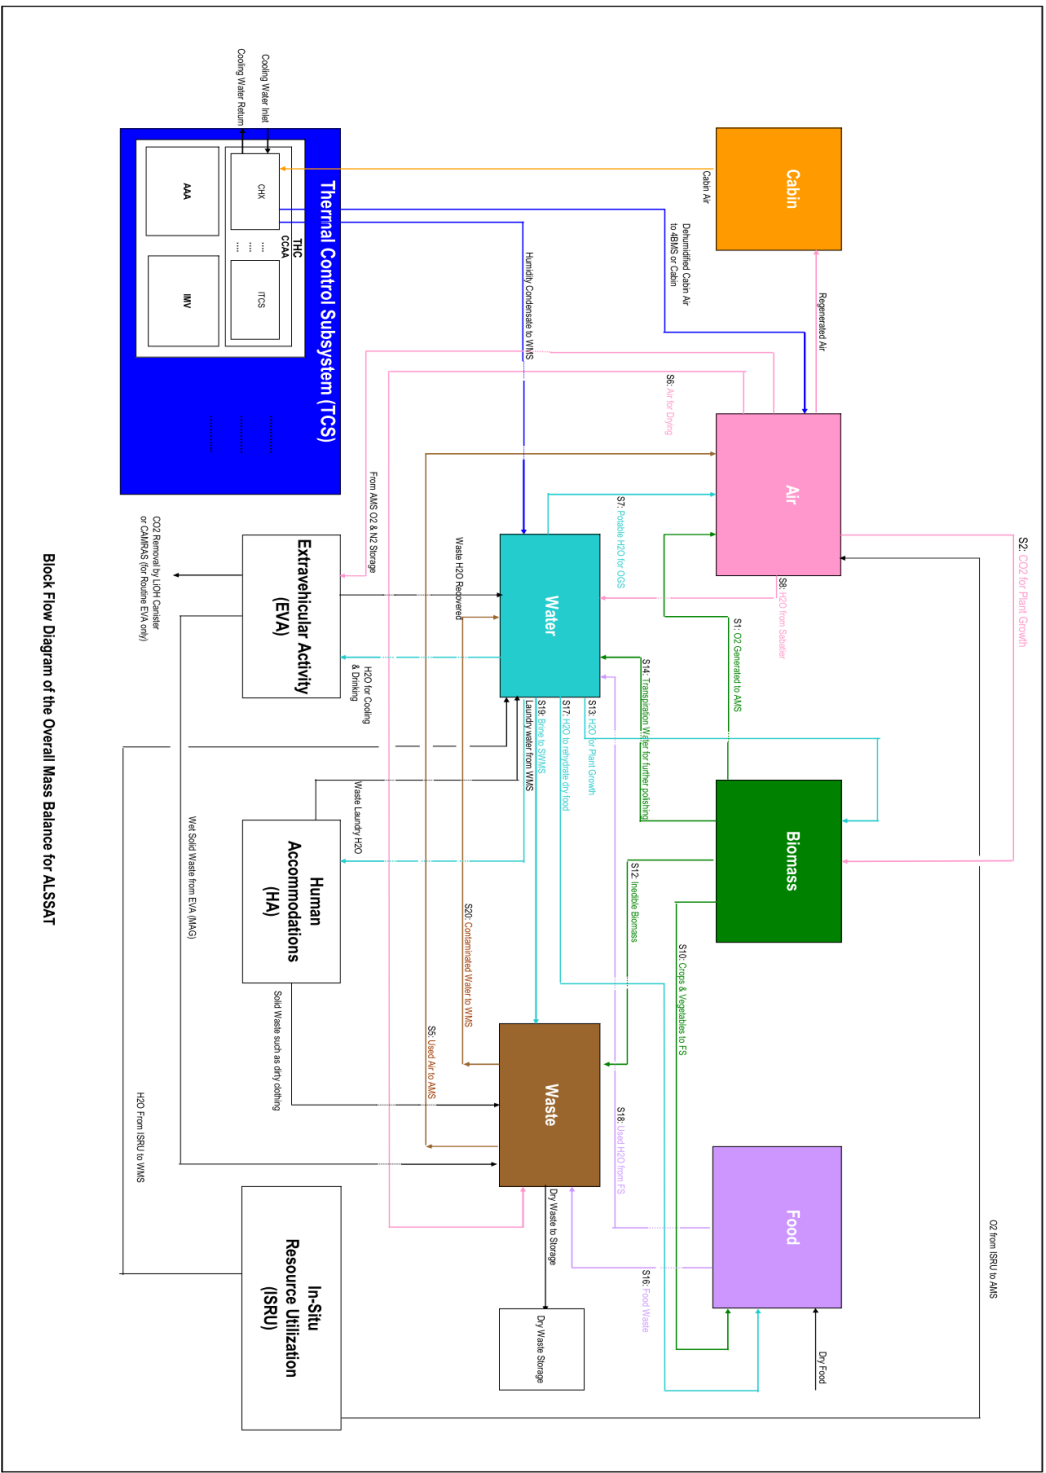 Cabin
Cabin Air
Regenerated Air
Dehumidified Cabin Air
to 4BMS or Cabin
Humidity Condensate to WMS
Cooling Water Inlet
Cooling Water Return
Thermal Control Subsystem (TCS)
THC
CCAA
CHX
....
....
ITCS
AAA
IMV
............
............
............
Air
S2: CO2 for Plant Growth
S6: Air for Drying
S7: Potable H2O for OGS
S8: H2O from Sabatier
S1: O2 Generated to AMS
From AMS O2 & N2 Storage
Waste H2O Recovered
Water
Extravehicular Activity
(EVA)
CO2 Removal by LiOH Canister
or CAMRAS (for Routine EVA only)
H2O for Cooling
& Drinking
S14: Transpiration Water for further polishing
S13: H2O for Plant Growth
S17: H2O to rehydrate dry food
S19: Brine to SWMS
Laundry water from WMS
Biomass
S12: Inedible Biomass
S10: Crops & Vegetables to FS
Waste Laundry H2O
Human
Accommodations
(HA)
Wet Solid Waste from EVA (MAG)
Solid Waste such as dirty clothing
S20: Contaminated Water to WMS
S5: Used Air to AMS
Waste
S18: Used H2O from FS
S16: Food Waste
Food
Dry Food
O2 from ISRU to AMS
Dry Waste to Storage
Dry Waste Storage
H2O From ISRU to WMS
In-Situ
Resource Utilization
(ISRU)
Block Flow Diagram of the Overall Mass Balance for ALSSAT